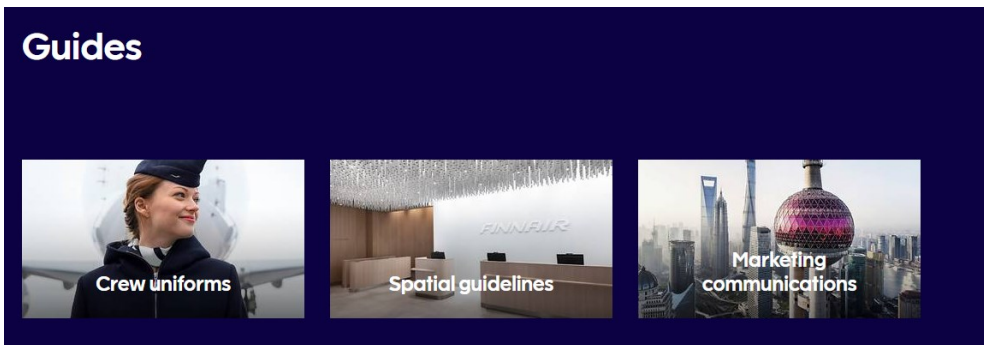 Guides
Crew uniforms
FINNAIR
Spatial guidelines
Marketing
communications